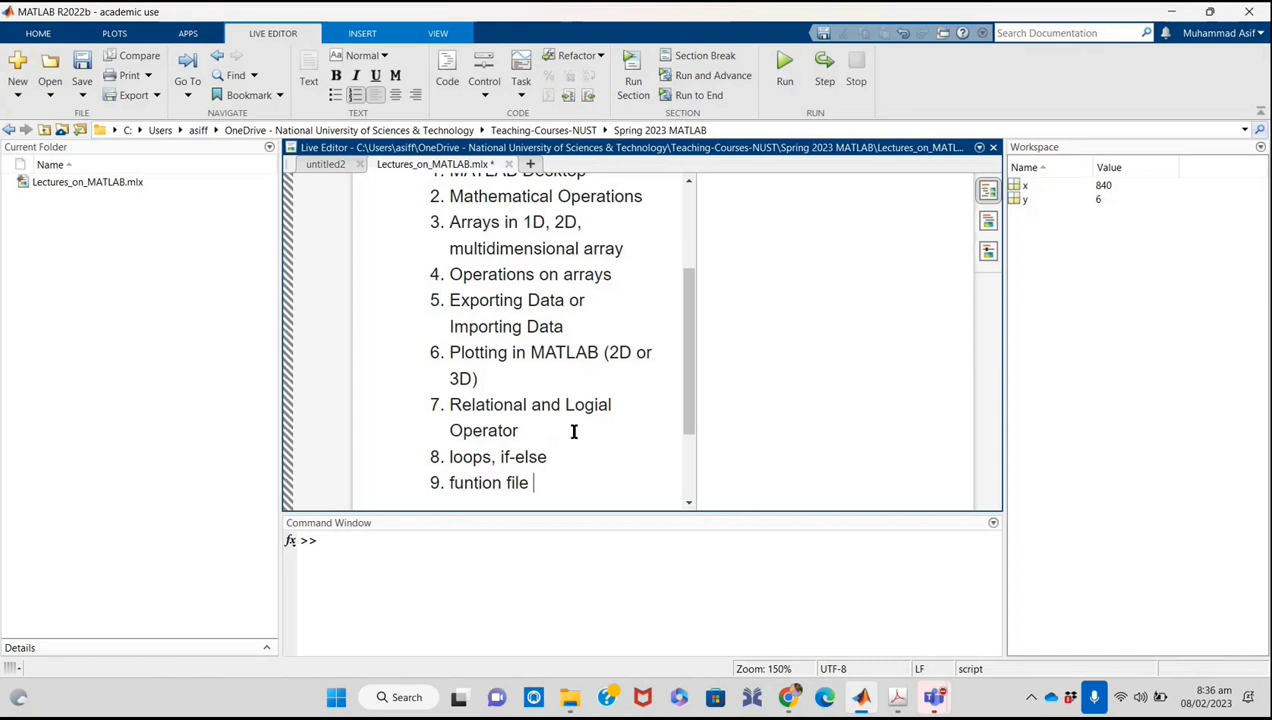 MATLAB R2022b - academic use
HOME PLOTS APPS LIVE EDITOR INSERT VIEW Search Documentation Muhammad Asif
New Open Save Compare Print Export Go To Find Bookmark Text Normal B I U M Code Control Task Refactor Run Section Section Break Run and Advance Run to End Run Step Stop
FILE NAVIGATE TEXT CODE SECTION RUN
C: Users asiff OneDrive - National University of Sciences & Technology Teaching-Courses-NUST Spring 2023 MATLAB
Current Folder
Name
Lectures_on_MATLAB.mlx
Details
Live Editor - C:\Users\asiff\OneDrive - National University of Sciences & Technology\Teaching-Courses-NUST\Spring 2023 MATLAB\Lectures_on_MATL...
untitled2 Lectures_on_MATLAB.mlx *
1. MATLAB Desktop
2. Mathematical Operations
3. Arrays in 1D, 2D,
multidimensional array
4. Operations on arrays
5. Exporting Data or
Importing Data
6. Plotting in MATLAB (2D or
3D)
7. Relational and Logial
Operator
8. loops, if-else
9. funtion file
Command Window
fx >>
Workspace
Name Value
x 840
y 6
Zoom: 150% UTF-8 LF script
Search
8:36 am
08/02/2023